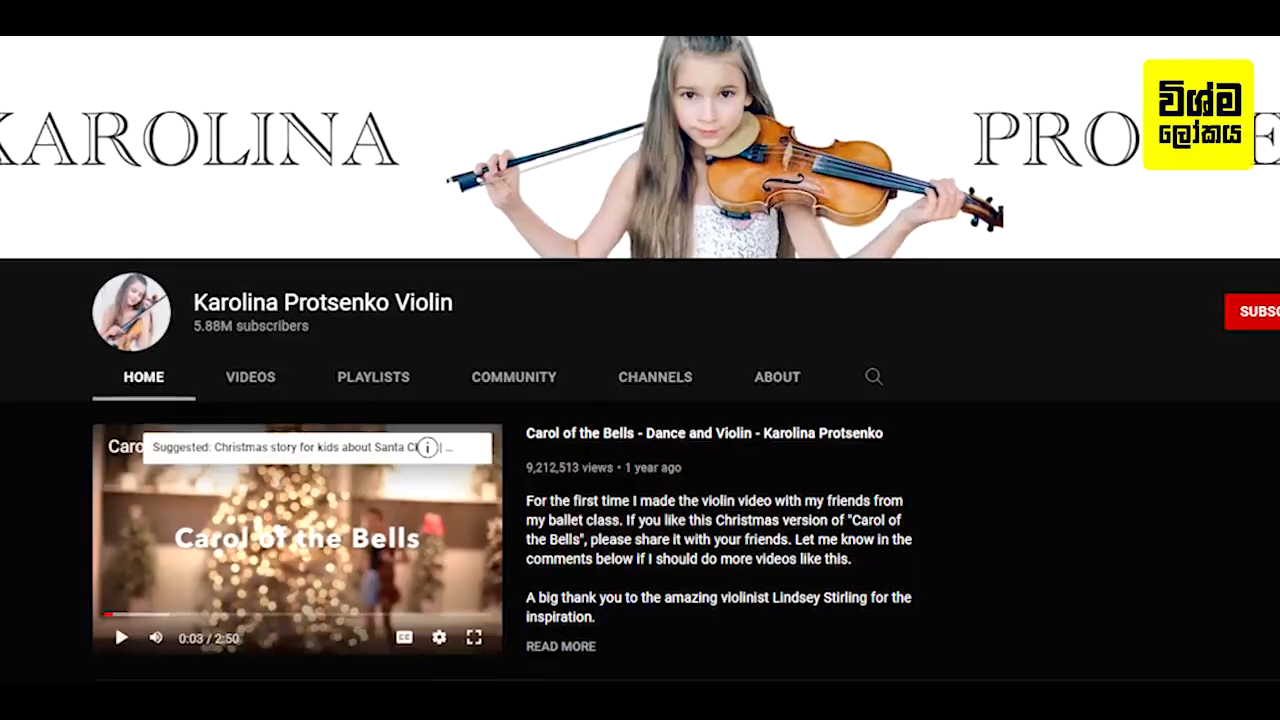 KAROLINA
PRO
විශ්ම
ලෝකය
Karolina Protsenko Violin
5.88M subscribers
HOME VIDEOS PLAYLISTS COMMUNITY CHANNELS ABOUT
Suggested: Christmas story for kids about Santa Cl | ...
Carol of the Bells
0:03 / 2:50
CC
Carol of the Bells - Dance and Violin - Karolina Protsenko
9,212,513 views • 1 year ago
For the first time I made the violin video with my friends from
my ballet class. If you like this Christmas version of "Carol of
the Bells", please share it with your friends. Let me know in the
comments below if I should do more videos like this.
A big thank you to the amazing violinist Lindsey Stirling for the
inspiration.
READ MORE